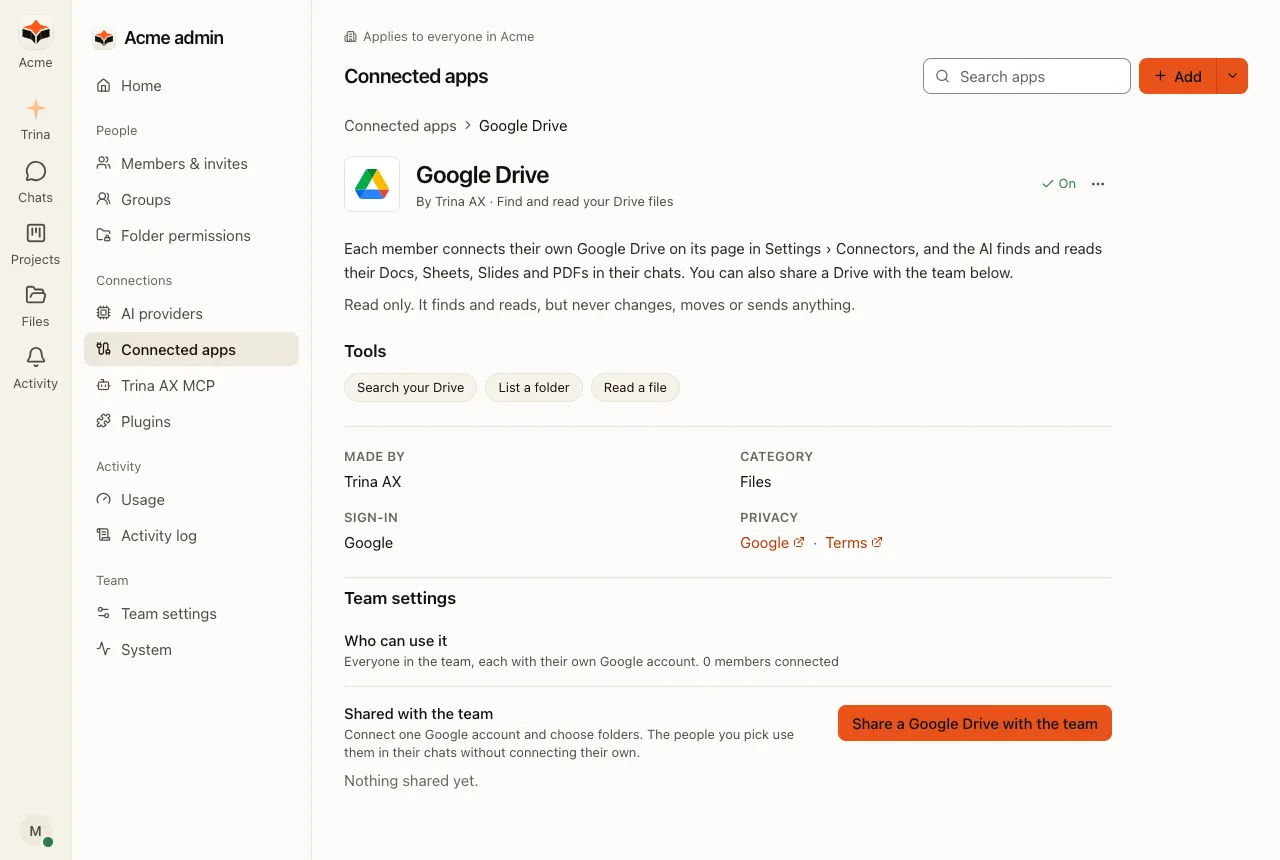 Acme
Trina
Chats
Projects
Files
Activity
M
Acme admin
Home
People
Members & invites
Groups
Folder permissions
Connections
AI providers
Connected apps
Trina AX MCP
Plugins
Activity
Usage
Activity log
Team
Team settings
System
Applies to everyone in Acme
Connected apps
Search apps
Add
Connected apps › Google Drive
Google Drive
By Trina AX · Find and read your Drive files
On
Each member connects their own Google Drive on its page in Settings › Connectors, and the AI finds and reads
their Docs, Sheets, Slides and PDFs in their chats. You can also share a Drive with the team below.
Read only. It finds and reads, but never changes, moves or sends anything.
Tools
Search your Drive
List a folder
Read a file
MADE BY
Trina AX
CATEGORY
Files
SIGN-IN
Google
PRIVACY
Google · Terms
Team settings
Who can use it
Everyone in the team, each with their own Google account. 0 members connected
Shared with the team
Connect one Google account and choose folders. The people you pick use
them in their chats without connecting their own.
Nothing shared yet.
Share a Google Drive with the team